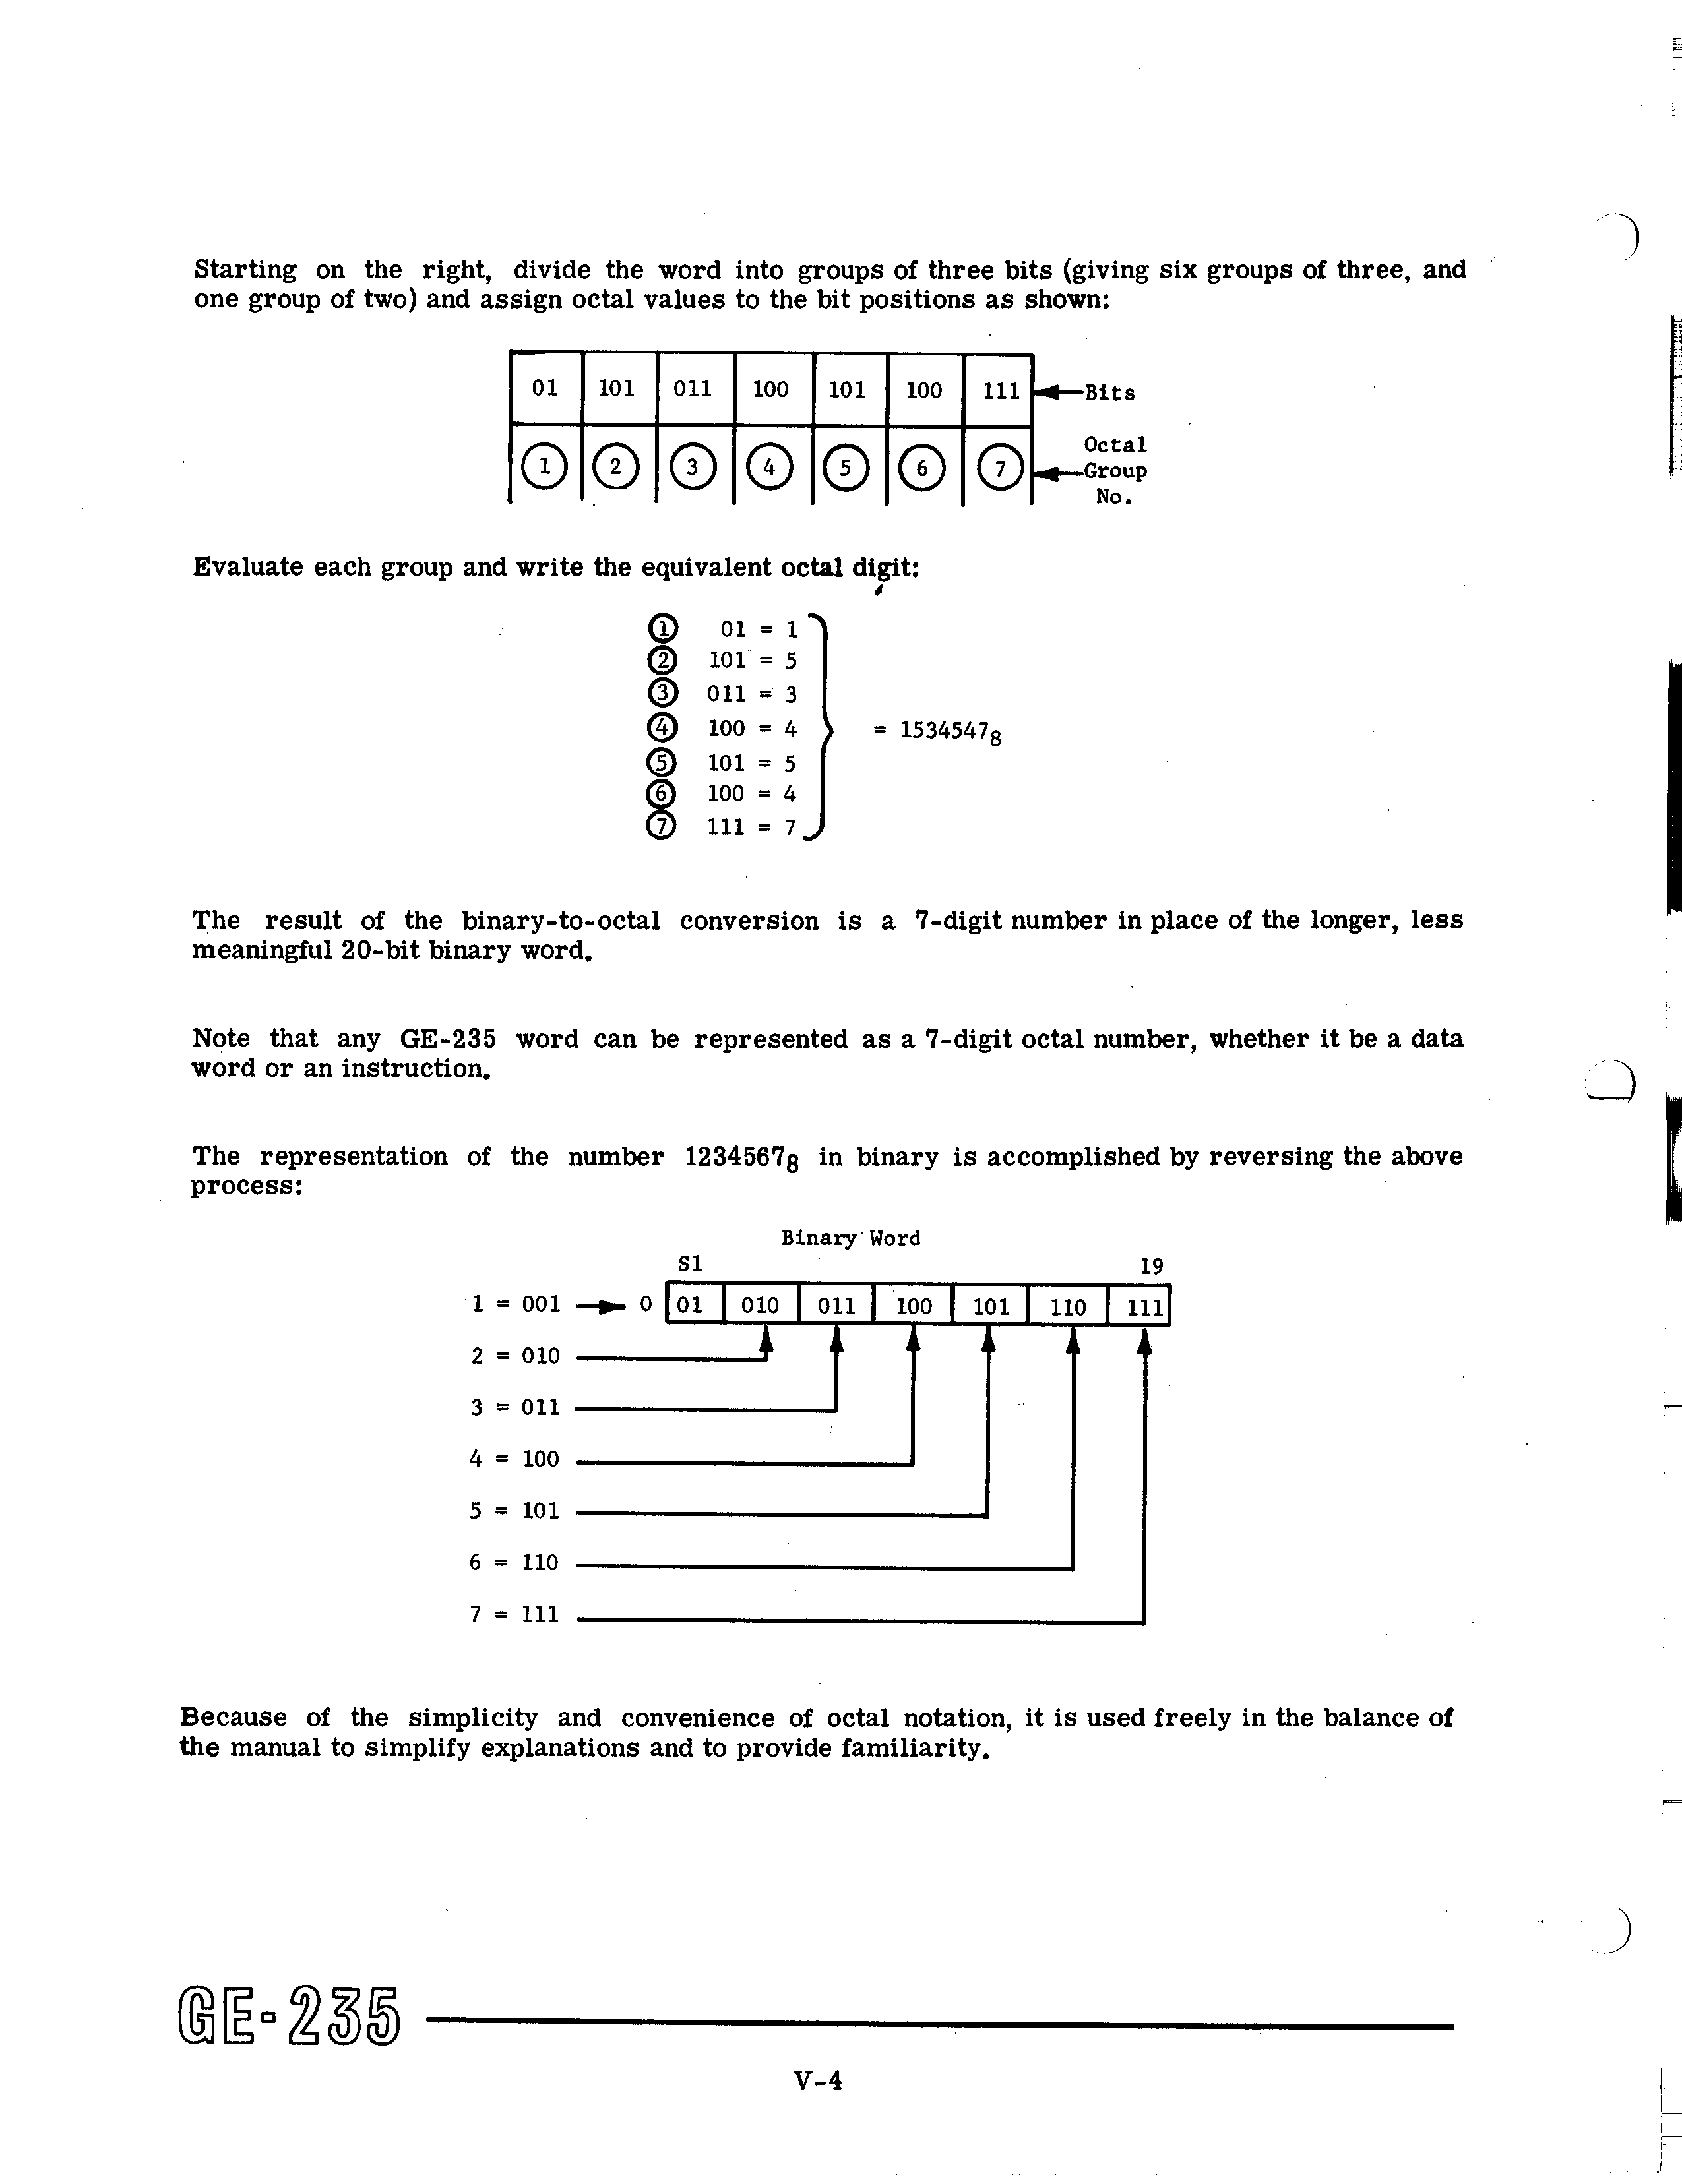 Starting on the right, divide the word into groups of three bits (giving six groups of three, and
one group of two) and assign octal values to the bit positions as shown:
01 101 011 100 101 100 111 Bits
1 2 3 4 5 6 7 Octal
Group
No.
Evaluate each group and write the equivalent octal digit:
1 01 = 1
2 101 = 5
3 011 = 3
4 100 = 4 = 1534547₈
5 101 = 5
6 100 = 4
7 111 = 7
The result of the binary-to-octal conversion is a 7-digit number in place of the longer, less
meaningful 20-bit binary word.
Note that any GE-235 word can be represented as a 7-digit octal number, whether it be a data
word or an instruction.
The representation of the number 1234567₈ in binary is accomplished by reversing the above
process:
Binary Word
S1 19
1 = 001 0 01 010 011 100 101 110 111
2 = 010
3 = 011
4 = 100
5 = 101
6 = 110
7 = 111
Because of the simplicity and convenience of octal notation, it is used freely in the balance of
the manual to simplify explanations and to provide familiarity.
GE-235
V-4